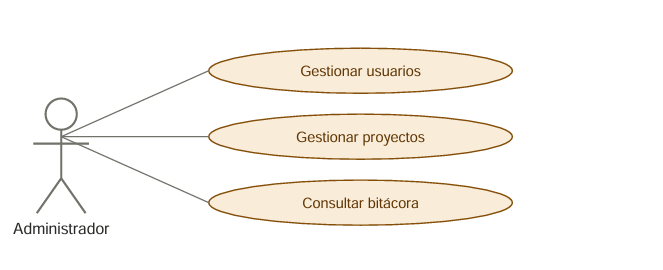 Gestionar usuarios
Gestionar proyectos
Consultar bitácora
Administrador